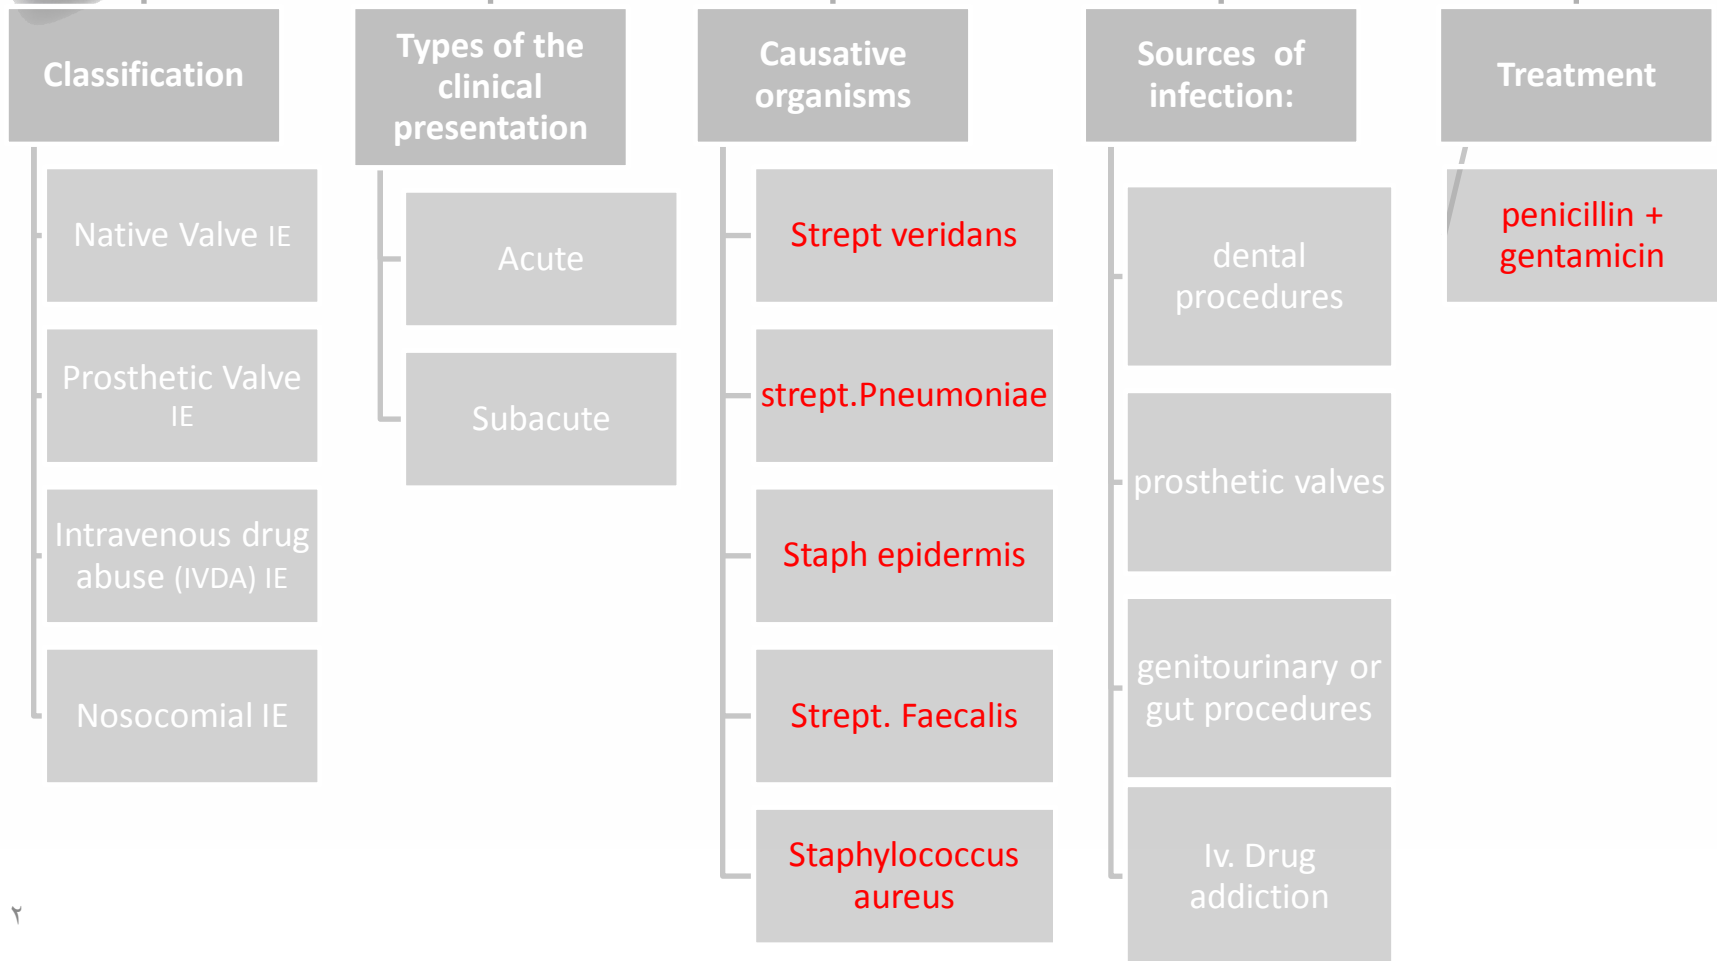 Classification
Native Valve IE
Prosthetic Valve
IE
Intravenous drug
abuse (IVDA) IE
Nosocomial IE
Types of the
clinical
presentation
Acute
Subacute
Causative
organisms
Strept veridans
strept.Pneumoniae
Staph epidermis
Strept. Faecalis
Staphylococcus
aureus
Sources of
infection:
dental
procedures
prosthetic valves
genitourinary or
gut procedures
Iv. Drug
addiction
Treatment
penicillin +
gentamicin
٢